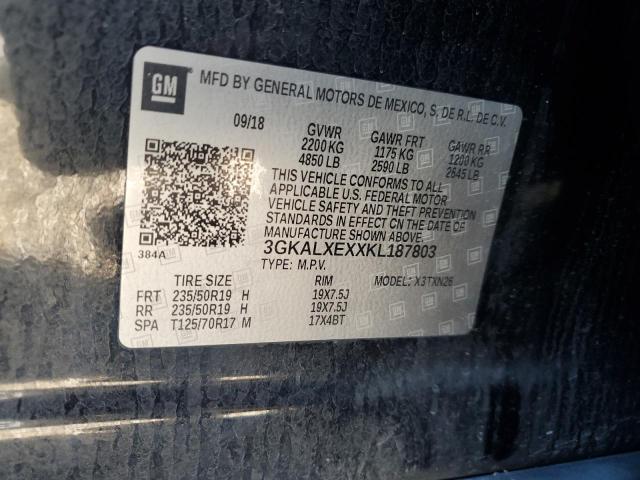 GM
MFD BY GENERAL MOTORS DE MEXICO, S. DE R.L. DE C.V.
09/18 GVWR GAWR FRT GAWR RR
2200 KG 1175 KG 1200 KG
4850 LB 2590 LB 2645 LB
THIS VEHICLE CONFORMS TO ALL
APPLICABLE U.S. FEDERAL MOTOR
VEHICLE SAFETY AND THEFT PREVENTION
STANDARDS IN EFFECT ON THE DATE OF
MANUFACTURE SHOWN ABOVE.
384A 3GKALXEXXKL187803
TYPE: M.P.V. MODEL: X3TXN26
TIRE SIZE RIM
FRT 235/50R19 H 19X7.5J
RR 235/50R19 H 19X7.5J
SPA T125/70R17 M 17X4BT